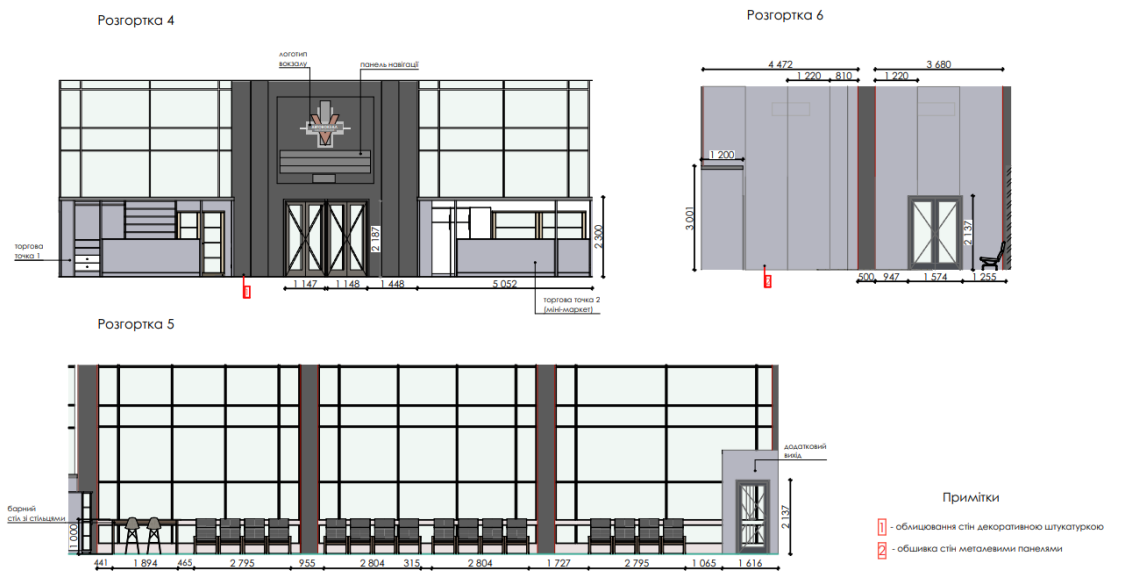 Розгортка 4
Розгортка 6
логотип
вокзалу
панель навігації
торгова
точка 1
2 187
2 300
1 147
1 148
1 448
5 052
торгова точка 2
(міні-маркет)
4 472
3 680
1 220
810
1 220
1 200
3 001
2 137
500
947
1 574
1 255
Розгортка 5
барний
стіл зі стільцями
1 000
додатковий
вихід
2 137
441
1 894
465
2 795
955
2 804
315
2 804
1 727
2 795
1 065
1 616
Примітки
1 - облицювання стін декоративною штукатуркою
2 - обшивка стін металевими панелями